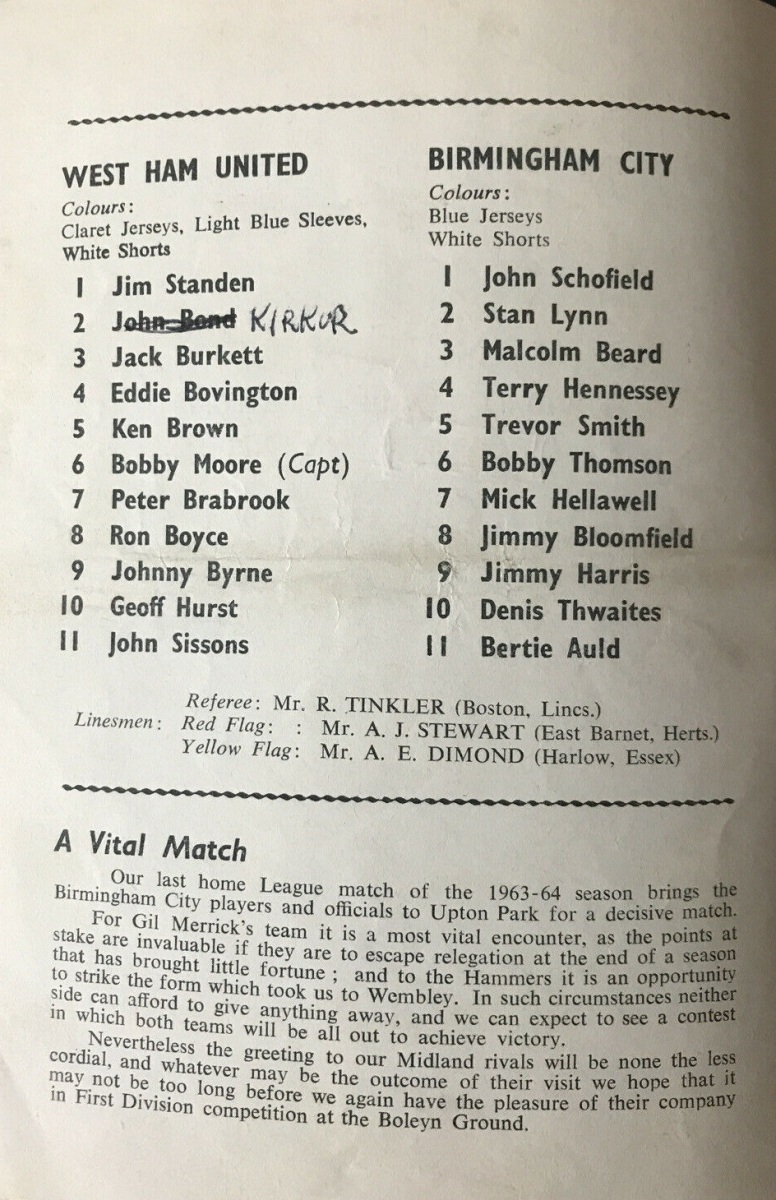 WEST HAM UNITED
Colours:
Claret Jerseys, Light Blue Sleeves,
White Shorts
1 Jim Standen
2 John Bond KIRKUR
3 Jack Burkett
4 Eddie Bovington
5 Ken Brown
6 Bobby Moore (Capt)
7 Peter Brabrook
8 Ron Boyce
9 Johnny Byrne
10 Geoff Hurst
11 John Sissons
BIRMINGHAM CITY
Colours:
Blue Jerseys
White Shorts
1 John Schofield
2 Stan Lynn
3 Malcolm Beard
4 Terry Hennessey
5 Trevor Smith
6 Bobby Thomson
7 Mick Hellawell
8 Jimmy Bloomfield
9 Jimmy Harris
10 Denis Thwaites
11 Bertie Auld
Referee: Mr. R. TINKLER (Boston, Lincs.)
Linesmen: Red Flag: : Mr. A. J. STEWART (East Barnet, Herts.)
Yellow Flag: Mr. A. E. DIMOND (Harlow, Essex)
A Vital Match
Our last home League match of the 1963-64 season brings the
Birmingham City players and officials to Upton Park for a decisive match.
For Gil Merrick's team it is a most vital encounter, as the points at
stake are invaluable if they are to escape relegation at the end of a season
that has brought little fortune; and to the Hammers it is an opportunity
to strike the form which took us to Wembley. In such circumstances neither
side can afford to give anything away, and we can expect to see a contest
in which both teams will be all out to achieve victory.
Nevertheless the greeting to our Midland rivals will be none the less
cordial, and whatever may be the outcome of their visit we hope that it
may not be too long before we again have the pleasure of their company
in First Division competition at the Boleyn Ground.